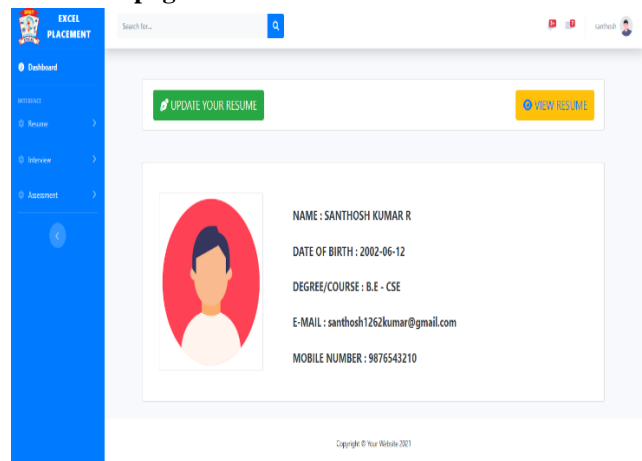 EXCEL
PLACEMENT
Search for...
santhosh
Dashboard
INTERFACE
Resume
Interview
Assessment
UPDATE YOUR RESUME
VIEW RESUME
NAME : SANTHOSH KUMAR R
DATE OF BIRTH : 2002-06-12
DEGREE/COURSE : B.E - CSE
E-MAIL : santhosh1262kumar@gmail.com
MOBILE NUMBER : 9876543210
Copyright © Your Website 2021